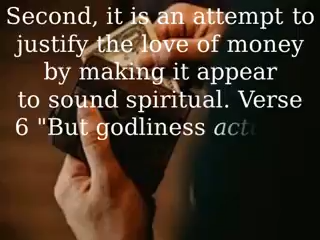 Second, it is an attempt to
justify the love of money
by making it appear
to sound spiritual. Verse
6 "But godliness